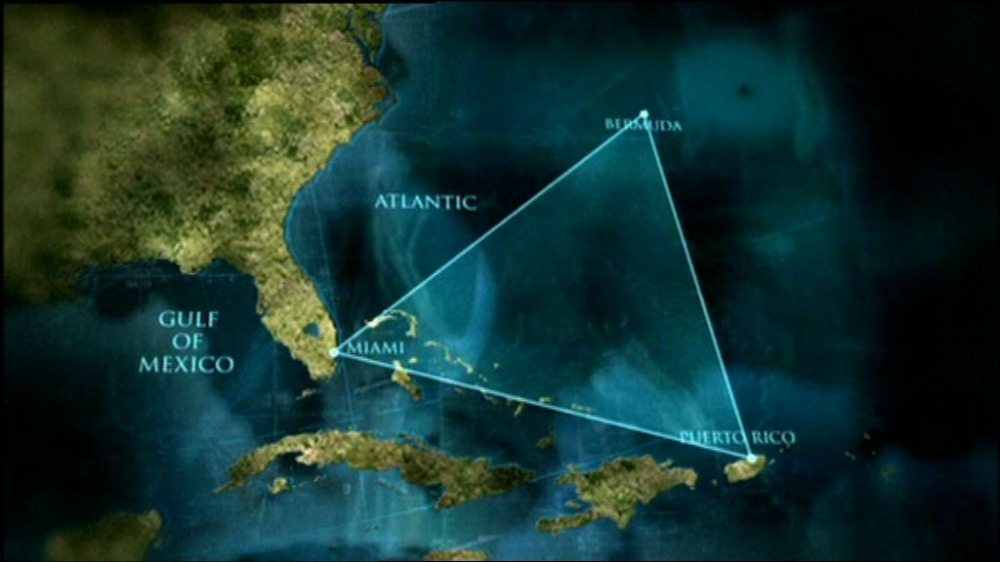 BERMUDA
ATLANTIC
GULF
OF
MEXICO
MIAMI
PUERTO RICO